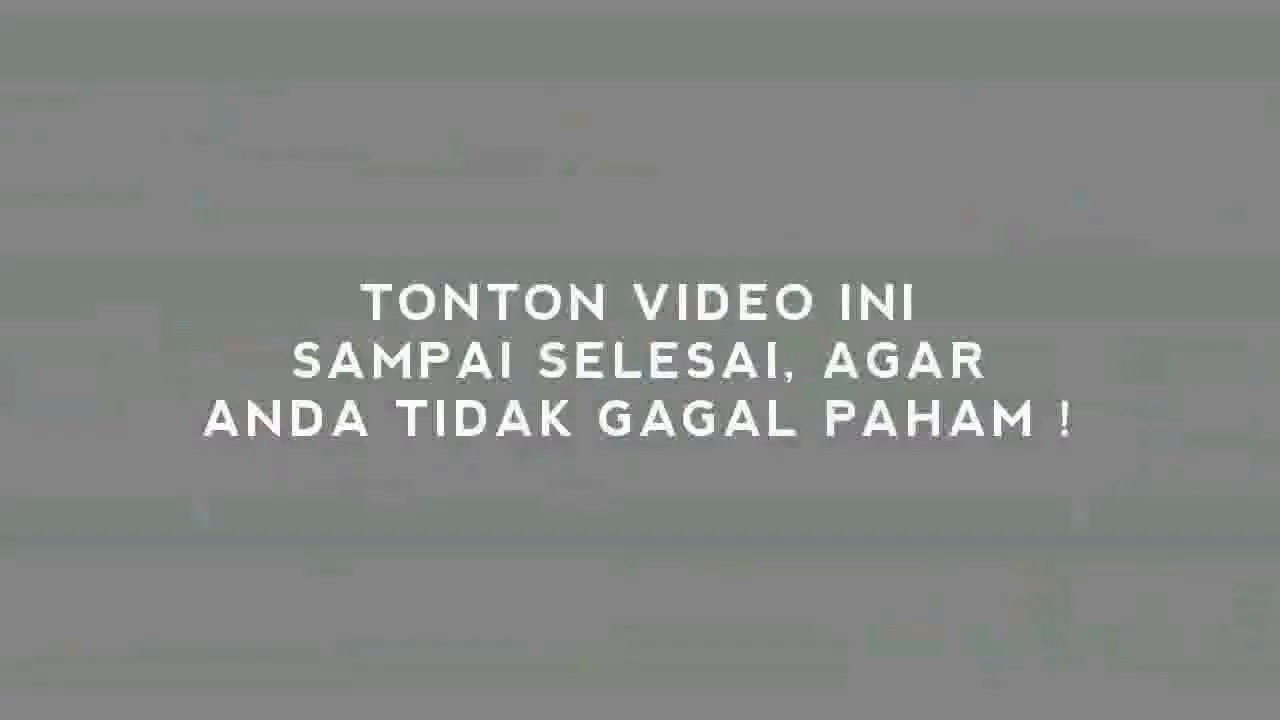 TONTON VIDEO INI
SAMPAI SELESAI, AGAR
ANDA TIDAK GAGAL PAHAM !